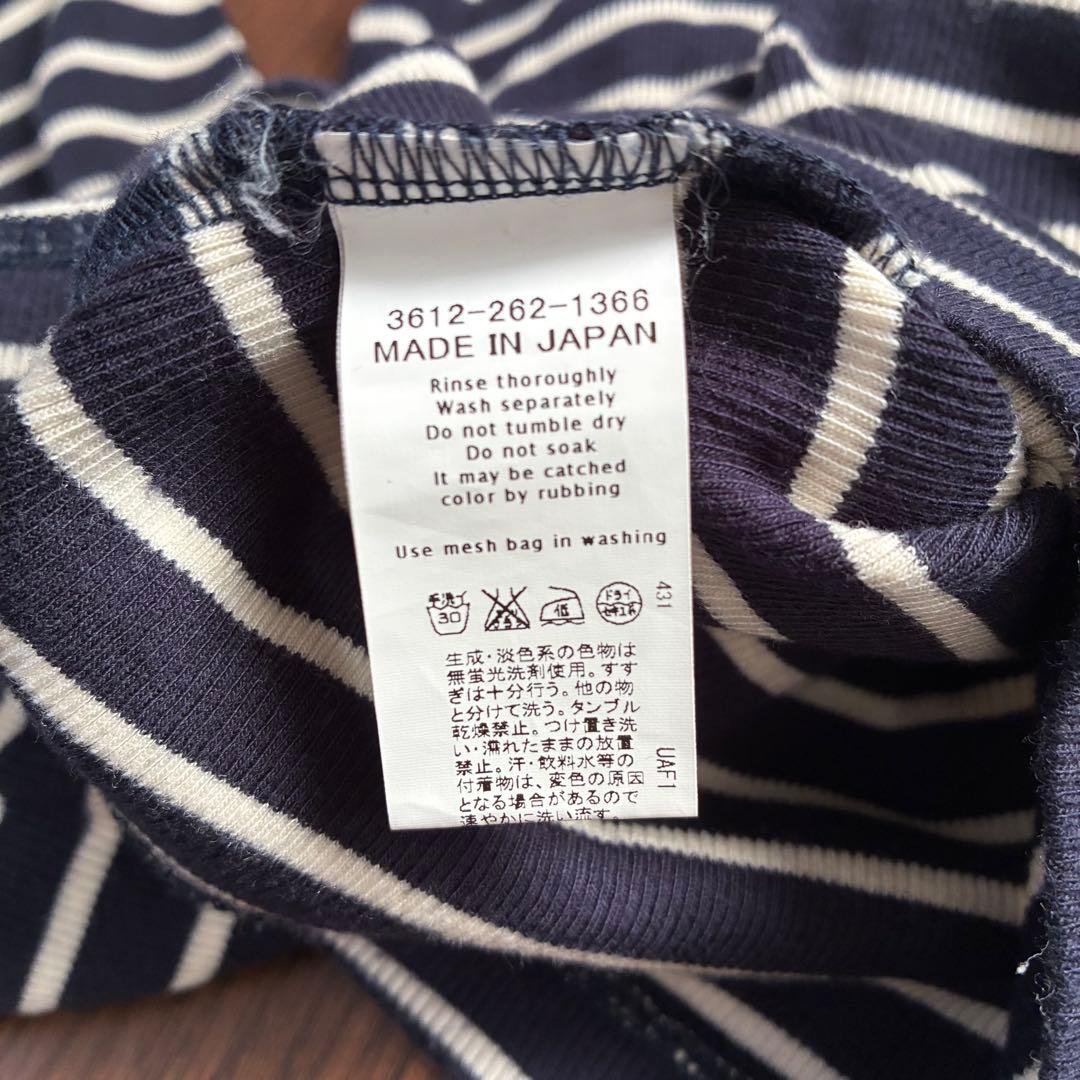 3612-262-1366
MADE IN JAPAN
Rinse thoroughly
Wash separately
Do not tumble dry
Do not soak
It may be catched
color by rubbing
Use mesh bag in washing
手洗イ
30
低
ドライ
431
生成・淡色系の色物は
無蛍光洗剤使用。すす
ぎは十分行う。他の物
と分けて洗う。タンブル
乾燥禁止。つけ置き洗
い・濡れたままの放置
禁止。汗・飲料水等の
付着物は、変色の原因
となる場合があるので
速やかに洗い流す。
UAF1